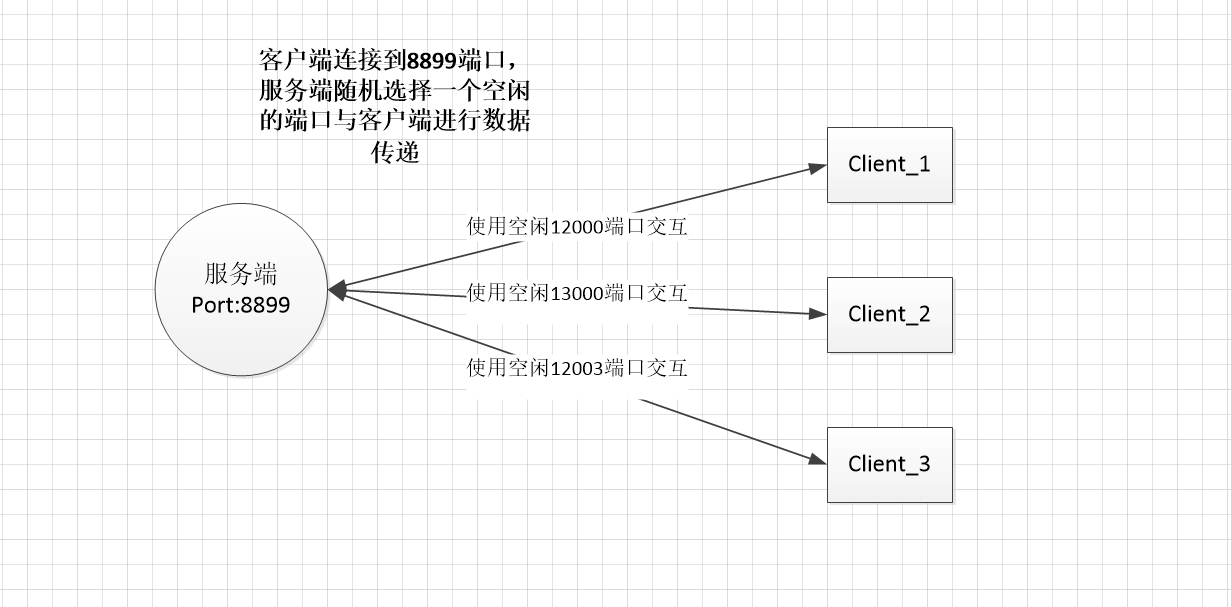 客户端连接到8899端口，
服务端随机选择一个空闲
的端口与客户端进行数据
传递
Client_1
使用空闲12000端口交互
服务端
Port:8899
使用空闲13000端口交互
Client_2
使用空闲12003端口交互
Client_3